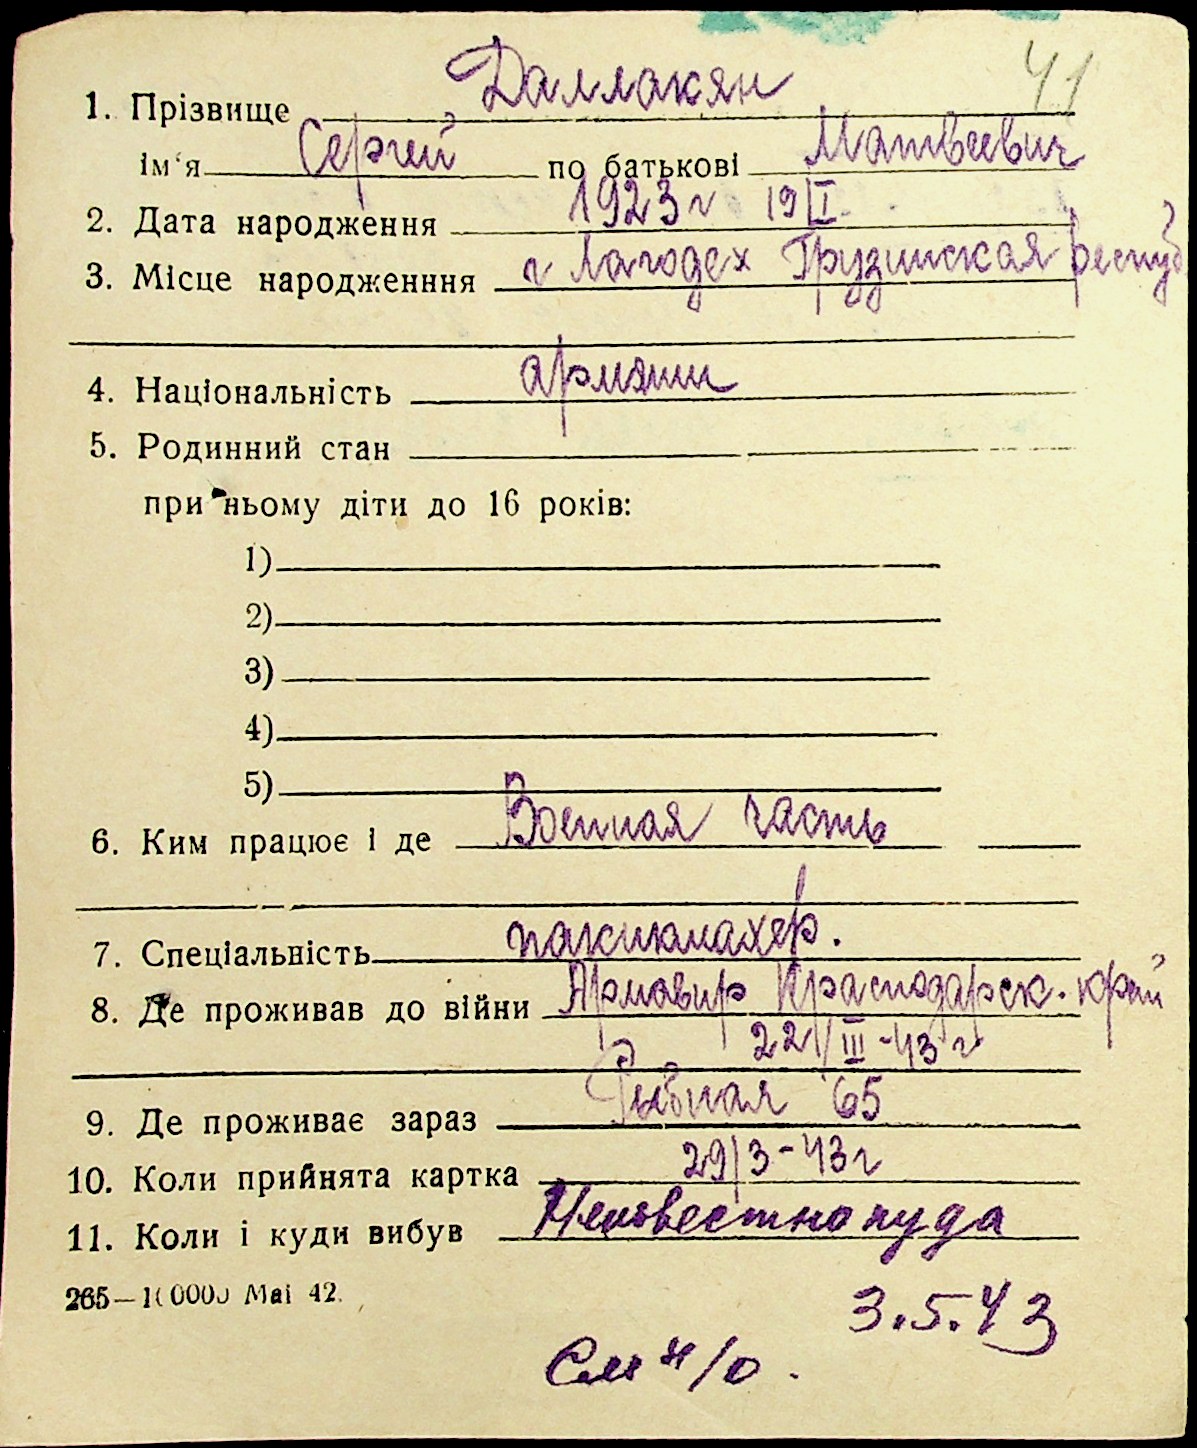 41
1. Прізвище Даллакян
ім'я Сергей по батькові Матвеевич
2. Дата народження 1923 г 19/I.
3. Місце народженння г Лагодех Грузинская респуб
4. Національність армянин
5. Родинний стан
при ньому діти до 16 років:
1)
2)
3)
4)
5)
6. Ким працює і де Военная часть
7. Спеціальність парикмахер.
8. Де проживав до війни Армавир Краснодарск. край
22/III-43 г
9. Де проживає зараз 65
10. Коли прийнята картка 29/3-43 г
11. Коли і куди вибув Неизвестно куда
265— Mai 42.
3.5.43
См н/о.